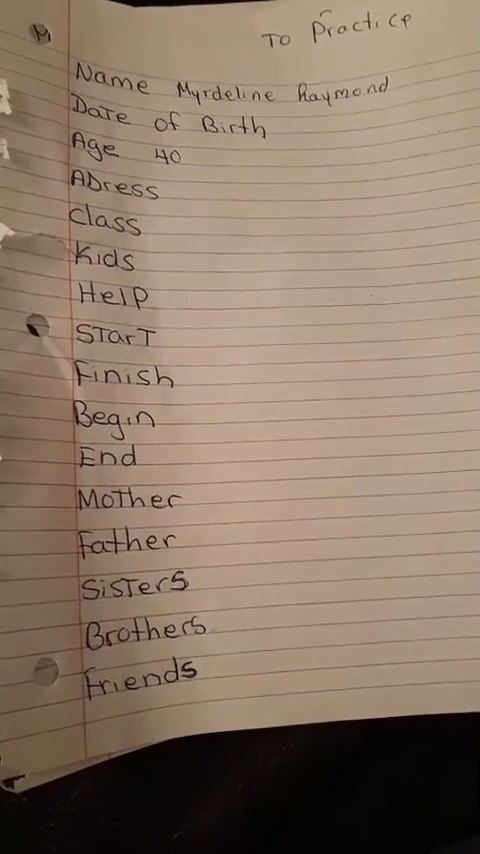 To Practice
Name Myrdeline Raymond
Date of Birth
Age 40
ADress
Class
Kids
Help
STarT
Finish
Begin
End
Mother
Father
Sisters
Brothers
Friends